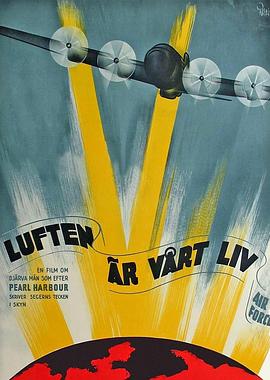 LUFTEN
ÄR VÅRT LIV
EN FILM OM
DJÄRVA MÄN SOM EFTER
PEARL HARBOUR
SKRIVER SEGERNS TECKEN
I SKYN
AIR
FORCE